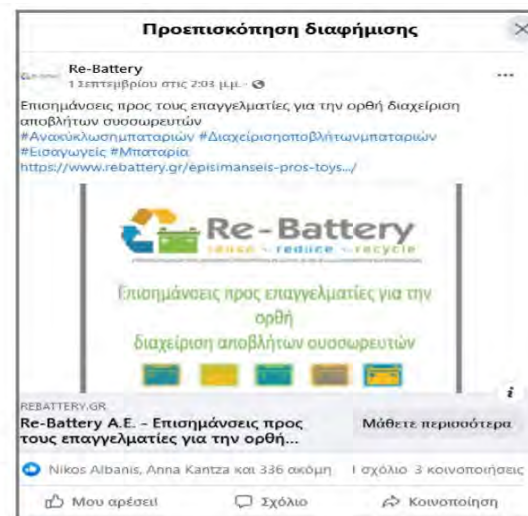 Προεπισκόπηση διαφήμισης
Re-Battery
1 Σεπτεμβρίου στις 2:03 μ.μ. ·
Επισημάνσεις προς τους επαγγελματίες για την ορθή διαχείριση
αποβλήτων συσσωρευτών
#Ανακύκλωσημπαταριών #Διαχείρισηαποβλήτωνμπαταριών
#Εισαγωγείς #Μπαταρία
https://www.rebattery.gr/episimanseis-pros-toys.../
Re-Battery
reuse - reduce - recycle
Επισημάνσεις προς επαγγελματίες για την
ορθή
διαχείριση αποβλήτων συσσωρευτών
REBATTERY.GR
Re-Battery A.E. - Επισημάνσεις προς
τους επαγγελματίες για την ορθή...
Μάθετε περισσότερα
Nikos Albanis, Anna Kantza και 336 ακόμη
1 σχόλιο 3 κοινοποιήσεις
Μου αρέσει!
Σχόλιο
Κοινοποίηση